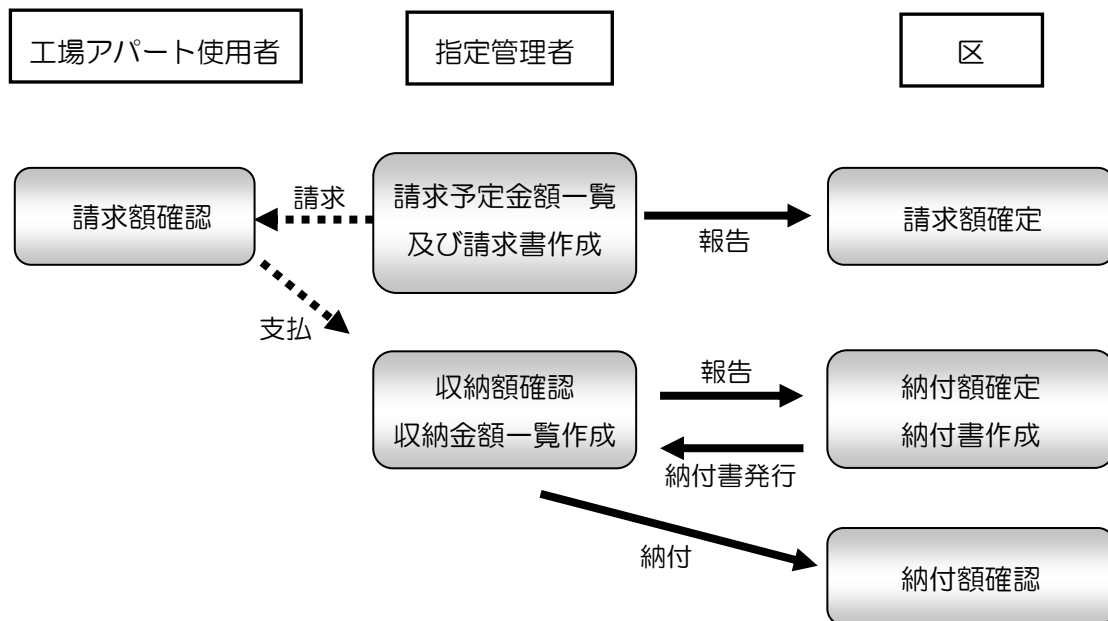 工場アパート使用者
指定管理者
区
請求額確認
請求
請求予定金額一覧
及び請求書作成
報告
請求額確定
支払
収納額確認
収納金額一覧作成
報告
納付書発行
納付額確定
納付書作成
納付
納付額確認